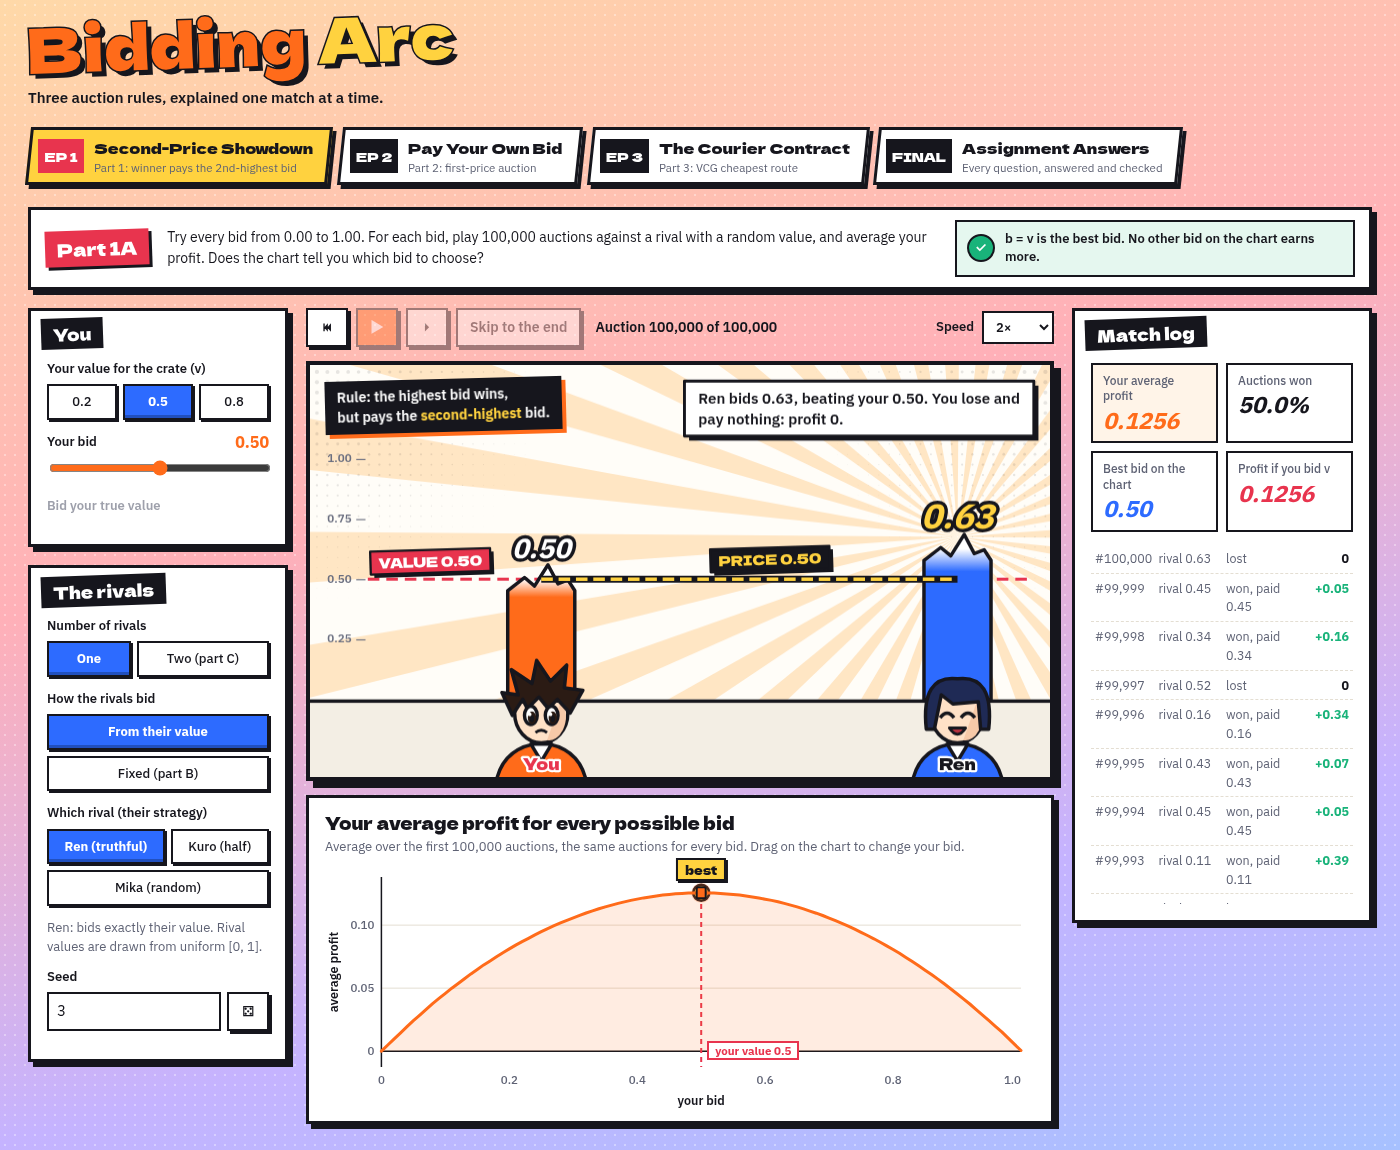 Bidding Arc
Three auction rules, explained one match at a time.
EP 1
Second-Price Showdown
Part 1: winner pays the 2nd-highest bid
EP 2
Pay Your Own Bid
Part 2: first-price auction
EP 3
The Courier Contract
Part 3: VCG cheapest route
FINAL
Assignment Answers
Every question, answered and checked
Part 1A
Try every bid from 0.00 to 1.00. For each bid, play 100,000 auctions against a rival with a random value, and average your
profit. Does the chart tell you which bid to choose?
b = v is the best bid. No other bid on the chart earns
more.
You
Your value for the crate (v)
0.2 0.5 0.8
Your bid 0.50
Bid your true value
The rivals
Number of rivals
One Two (part C)
How the rivals bid
From their value
Fixed (part B)
Which rival (their strategy)
Ren (truthful) Kuro (half)
Mika (random)
Ren: bids exactly their value. Rival
values are drawn from uniform [0, 1].
Seed
3
Skip to the end
Auction 100,000 of 100,000
Speed 2×
Rule: the highest bid wins,
but pays the second-highest bid.
Ren bids 0.63, beating your 0.50. You lose and
pay nothing: profit 0.
1.00
0.75
0.50
0.25
VALUE 0.50
0.50
PRICE 0.50
0.63
You
Ren
Your average profit for every possible bid
Average over the first 100,000 auctions, the same auctions for every bid. Drag on the chart to change your bid.
best
average profit
0.10
0.05
0
your value 0.5
0 0.2 0.4 0.6 0.8 1.0
your bid
Match log
Your average
profit
0.1256
Auctions won
50.0%
Best bid on the
chart
0.50
Profit if you bid v
0.1256
#100,000 rival 0.63 lost 0
#99,999 rival 0.45 won, paid +0.05
0.45
#99,998 rival 0.34 won, paid +0.16
0.34
#99,997 rival 0.52 lost 0
#99,996 rival 0.16 won, paid +0.34
0.16
#99,995 rival 0.43 won, paid +0.07
0.43
#99,994 rival 0.45 won, paid +0.05
0.45
#99,993 rival 0.11 won, paid +0.39
0.11